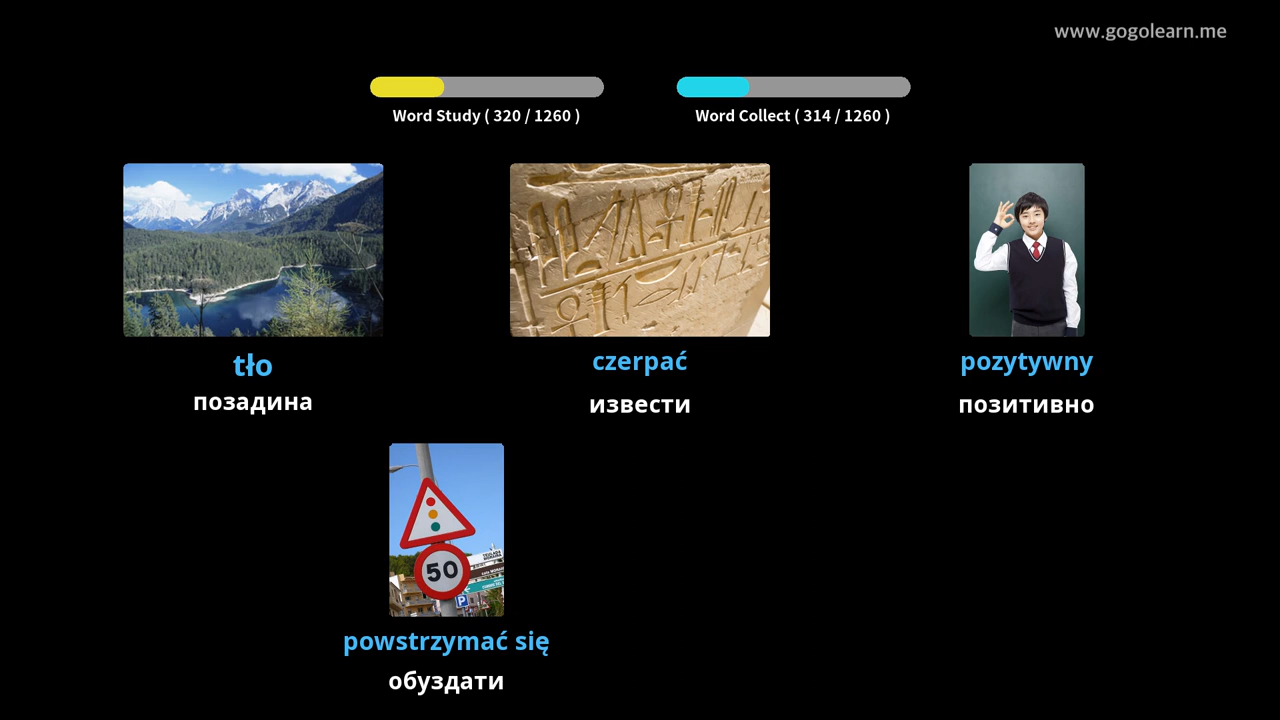 www.gogolearn.me
Word Study ( 320 / 1260 )
Word Collect ( 314 / 1260 )
tło
позадина
czerpać
извести
pozytywny
позитивно
50
P
powstrzymać się
обуздати